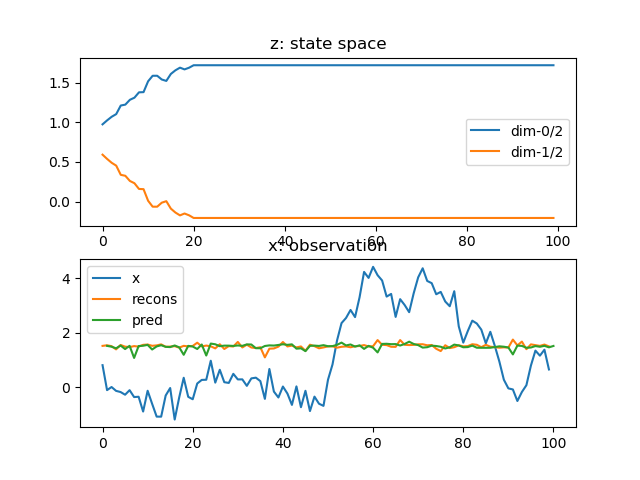 z: state space
1.5
1.0
0.5
0.0
dim-0/2
dim-1/2
0 20 40 60 80 100
x: observation
4
2
0
x
recons
pred
0 20 40 60 80 100